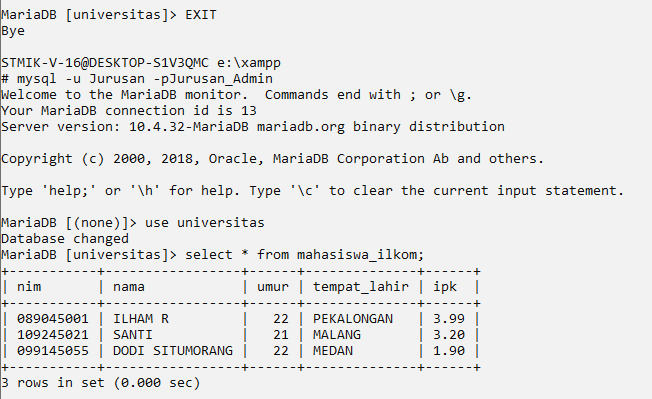 MariaDB [universitas]> EXIT
Bye
STMIK-V-16@DESKTOP-S1V3QMC e:\xampp
# mysql -u Jurusan -pJurusan_Admin
Welcome to the MariaDB monitor.  Commands end with ; or \g.
Your MariaDB connection id is 13
Server version: 10.4.32-MariaDB mariadb.org binary distribution
Copyright (c) 2000, 2018, Oracle, MariaDB Corporation Ab and others.
Type 'help;' or '\h' for help. Type '\c' to clear the current input statement.
MariaDB [(none)]> use universitas
Database changed
MariaDB [universitas]> select * from mahasiswa_ilkom;
+-----------+-----------------+------+--------------+------+
| nim       | nama            | umur | tempat_lahir | ipk  |
+-----------+-----------------+------+--------------+------+
| 089045001 | ILHAM R         |   22 | PEKALONGAN   | 3.99 |
| 109245021 | SANTI           |   21 | MALANG       | 3.20 |
| 099145055 | DODI SITUMORANG |   22 | MEDAN        | 1.90 |
+-----------+-----------------+------+--------------+------+
3 rows in set (0.000 sec)